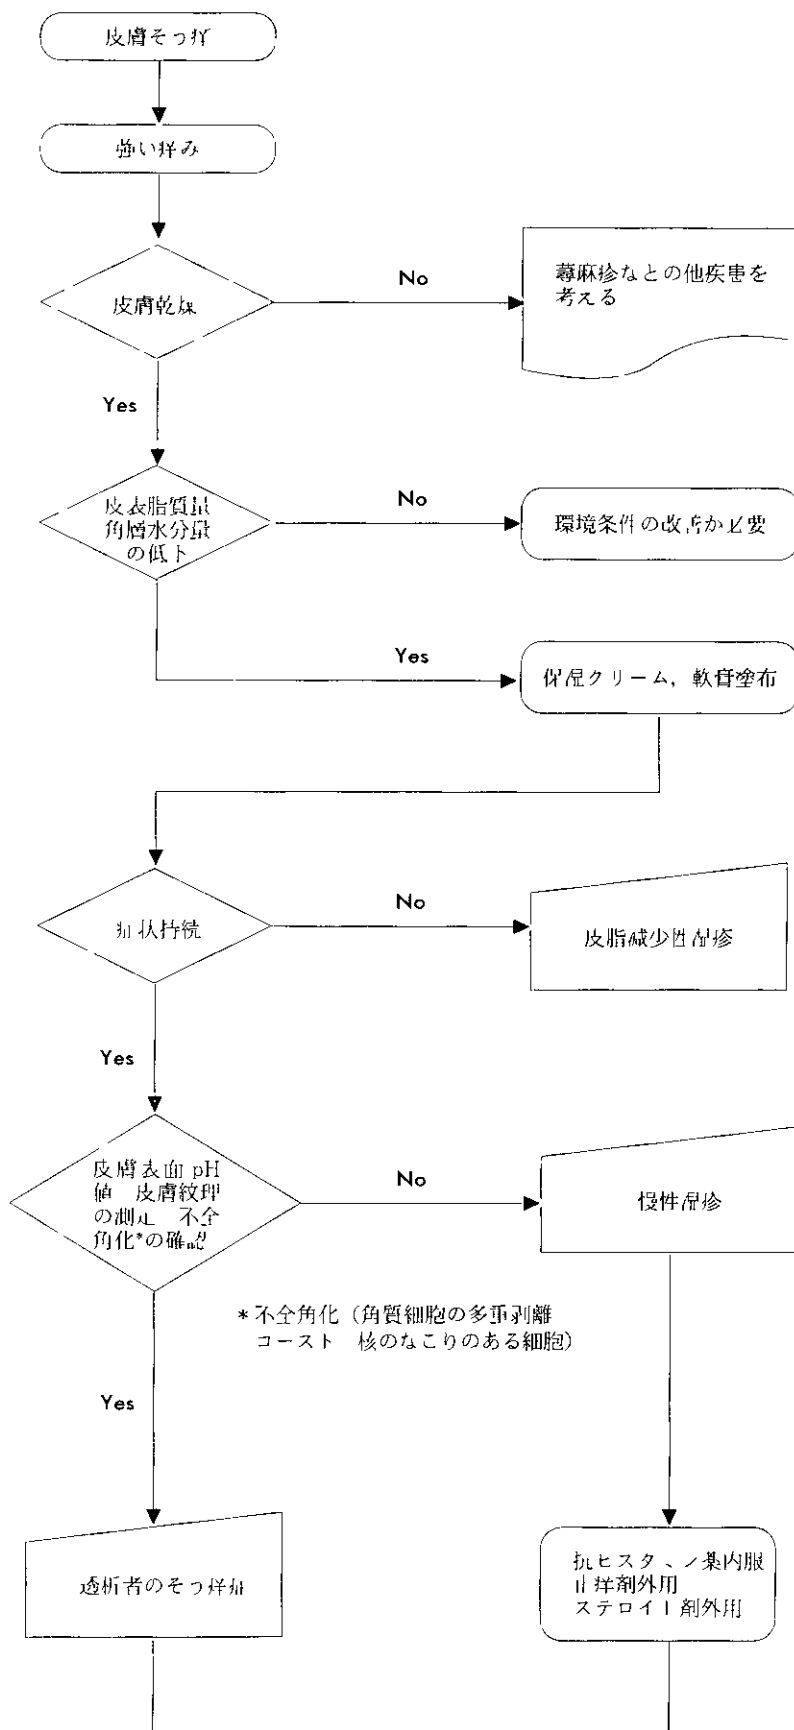 皮膚そう痒
強い痒み
皮膚乾燥
No
蕁麻疹などの他疾患を
考える
Yes
皮表脂質量
角層水分量
の低下
No
環境条件の改善が必要
Yes
保湿クリーム，軟膏塗布
症状持続
No
皮脂減少性湿疹
Yes
皮膚表面 pH
値 皮膚紋理
の測定 不全
角化*の確認
No
慢性湿疹
*不全角化（角質細胞の多重剥離
ゴースト 核のなごりのある細胞）
Yes
透析者のそう痒症
抗ヒスタミン薬内服
止痒剤外用
ステロイド剤外用